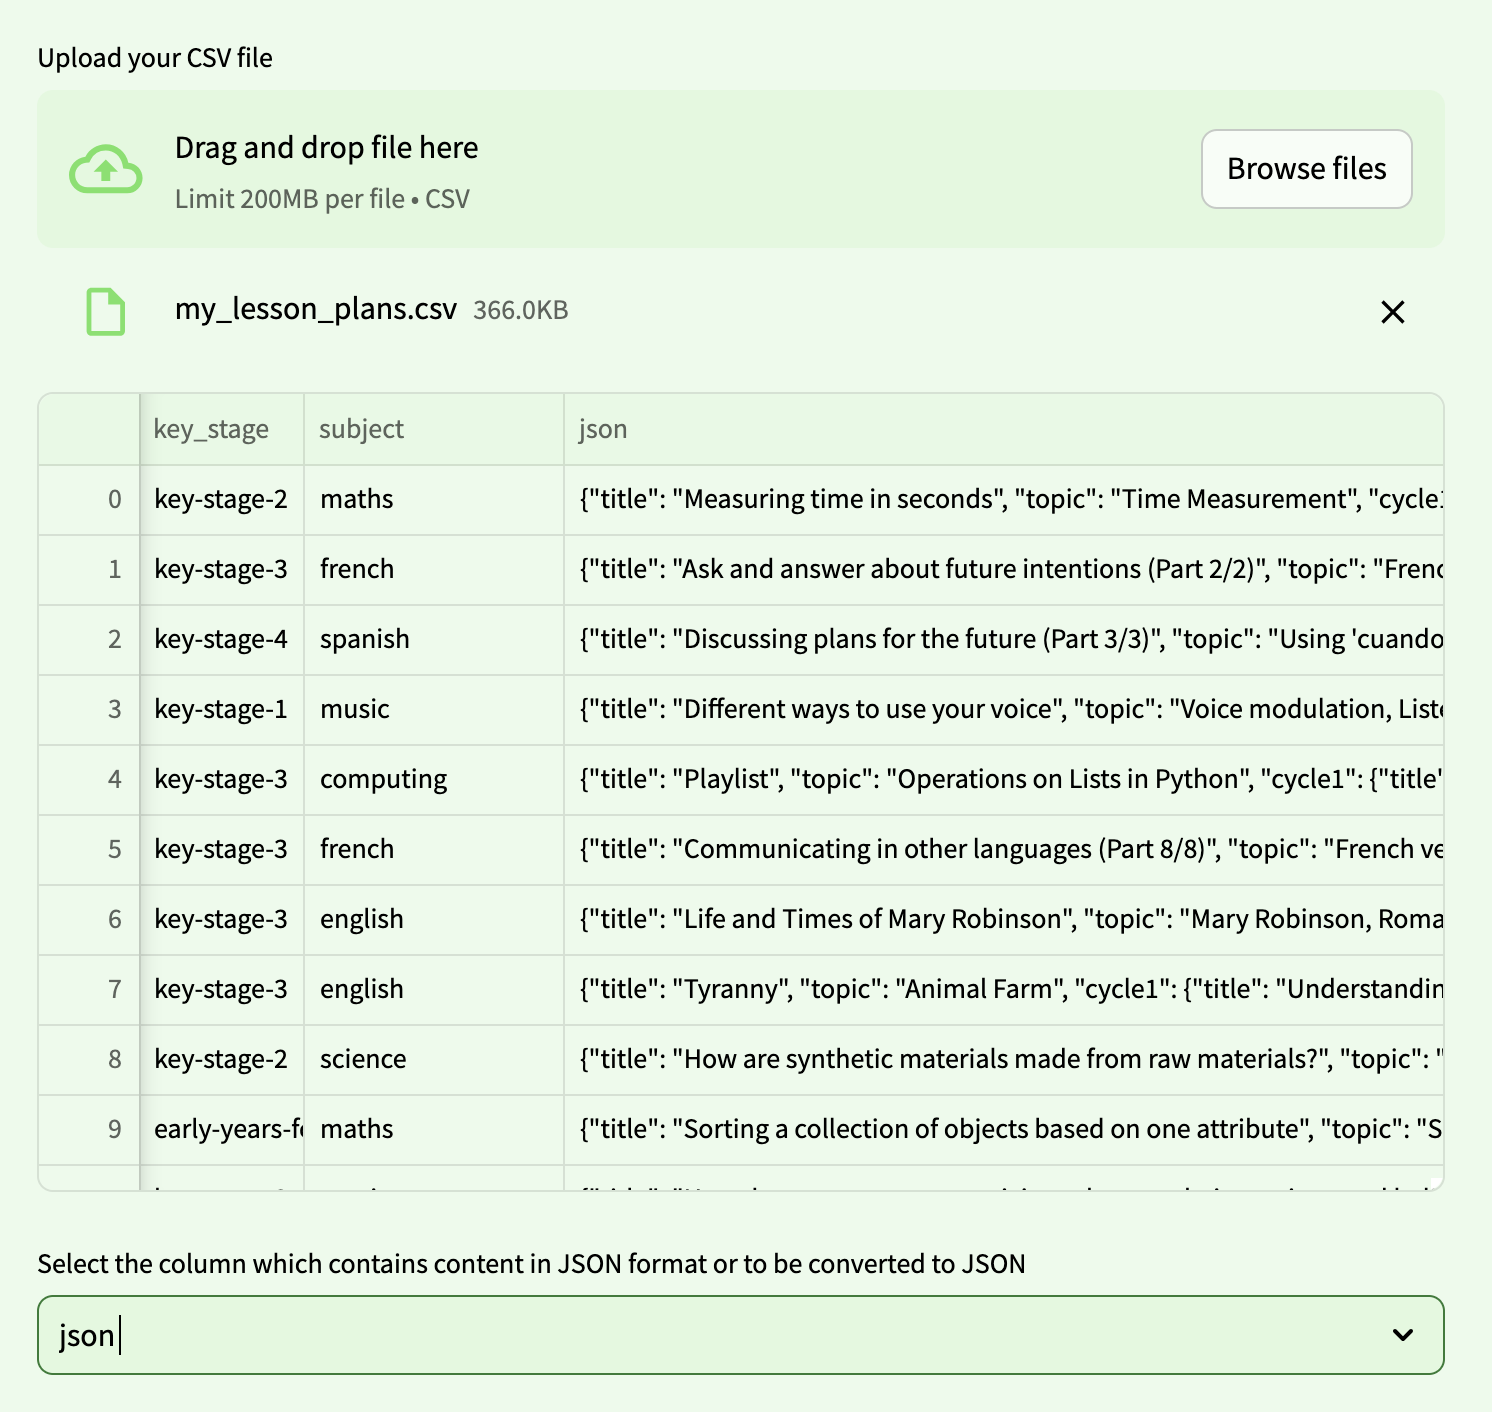 Upload your CSV file
Drag and drop file here
Limit 200MB per file • CSV
Browse files
my_lesson_plans.csv 366.0KB
key_stage subject json
0 key-stage-2 maths {"title": "Measuring time in seconds", "topic": "Time Measurement", "cycle1
1 key-stage-3 french {"title": "Ask and answer about future intentions (Part 2/2)", "topic": "Frenc
2 key-stage-4 spanish {"title": "Discussing plans for the future (Part 3/3)", "topic": "Using 'cuando
3 key-stage-1 music {"title": "Different ways to use your voice", "topic": "Voice modulation, Liste
4 key-stage-3 computing {"title": "Playlist", "topic": "Operations on Lists in Python", "cycle1": {"title"
5 key-stage-3 french {"title": "Communicating in other languages (Part 8/8)", "topic": "French ve
6 key-stage-3 english {"title": "Life and Times of Mary Robinson", "topic": "Mary Robinson, Roma
7 key-stage-3 english {"title": "Tyranny", "topic": "Animal Farm", "cycle1": {"title": "Understandin
8 key-stage-2 science {"title": "How are synthetic materials made from raw materials?", "topic": "
9 early-years-fo maths {"title": "Sorting a collection of objects based on one attribute", "topic": "S
Select the column which contains content in JSON format or to be converted to JSON
json